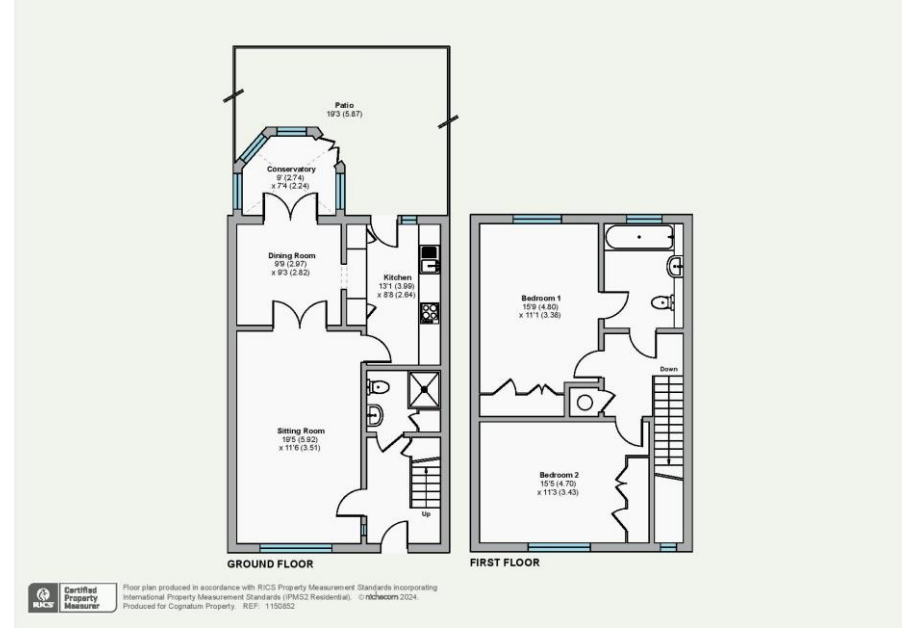 Patio
19'3 (5.87)
Conservatory
9' (2.74)
x 7'4 (2.24)
Dining Room
9'9 (2.97)
x 9'3 (2.82)
Kitchen
13'1 (3.99)
x 8'8 (2.64)
Sitting Room
19'5 (5.92)
x 11'6 (3.51)
Up
GROUND FLOOR
Bedroom 1
15'9 (4.80)
x 11'1 (3.38)
Down
Bedroom 2
15'5 (4.70)
x 11'3 (3.43)
FIRST FLOOR
RICS
Certified
Property
Measurer
Floor plan produced in accordance with RICS Property Measurement Standards incorporating
International Property Measurement Standards (IPMS2 Residential). © nichecom 2024.
Produced for Cognatum Property. REF: 1150852